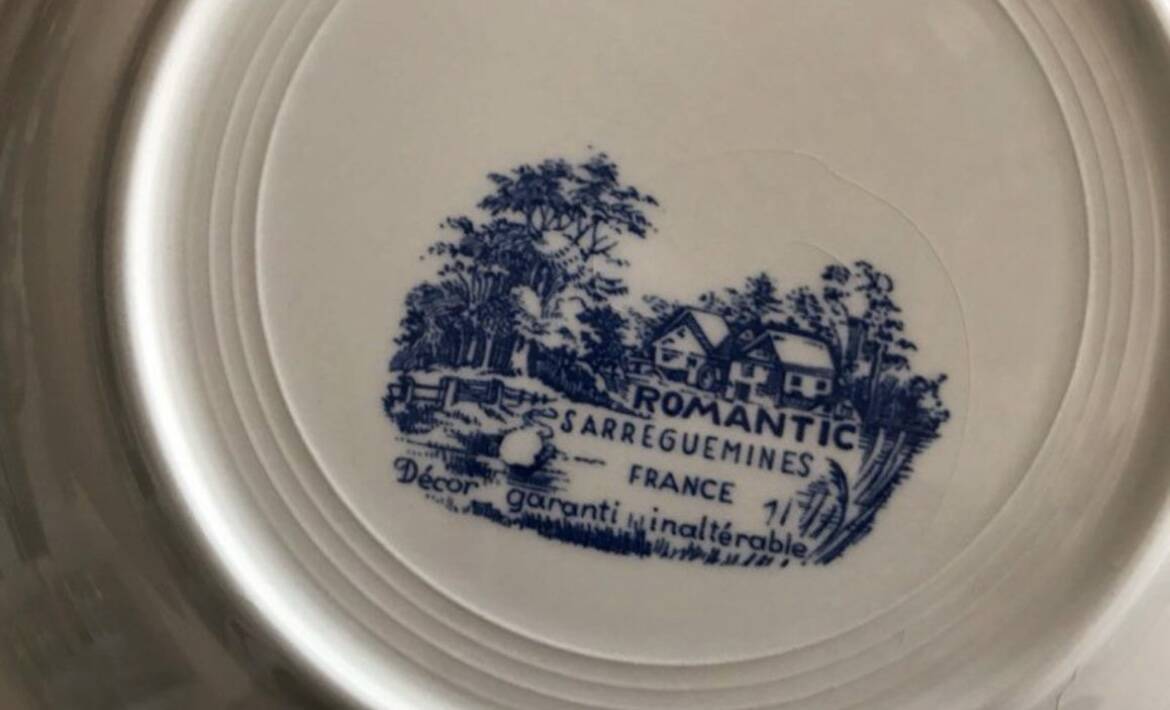 ROMANTIC
SARREGUEMINES
FRANCE
Décor garanti inaltérable